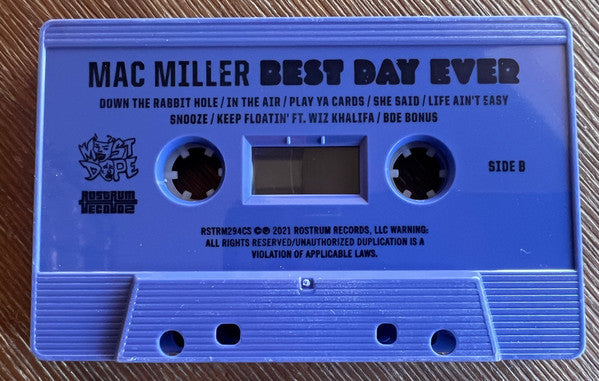 MAC MILLER BEST DAY EVER
DOWN THE RABBIT HOLE / IN THE AIR / PLAY YA CARDS / SHE SAID / LIFE AIN'T EASY
SNOOZE / KEEP FLOATIN' FT. WIZ KHALIFA / BDE BONUS
MOST
DOPE
ROSTRUM
RECORDS
SIDE B
RSTRM294CS ©℗ 2021 ROSTRUM RECORDS, LLC WARNING:
ALL RIGHTS RESERVED/UNAUTHORIZED DUPLICATION IS A
VIOLATION OF APPLICABLE LAWS.